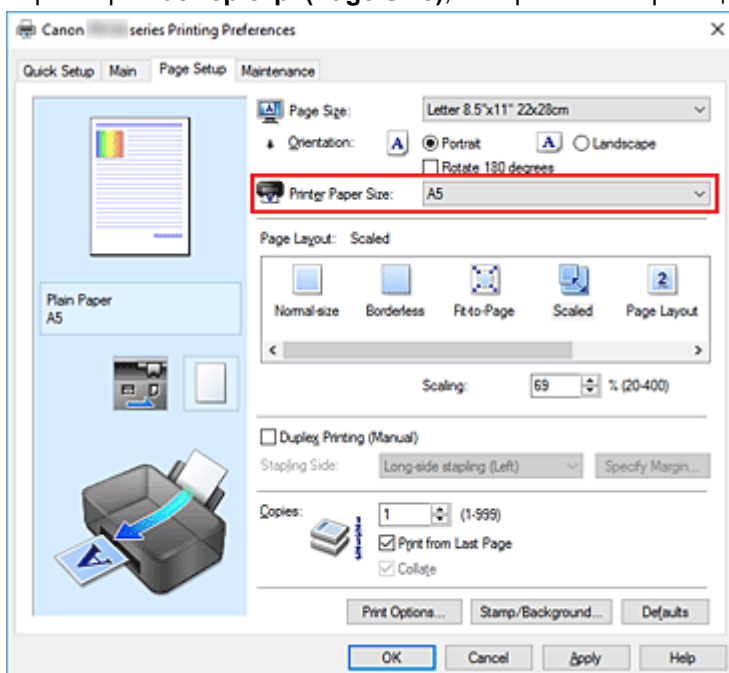 (Page Size),
Canon series Printing Preferences
Quick Setup Main Page Setup Maintenance
Page Size: Letter 8.5"x11" 22x28cm
Orientation: A Portrait A Landscape
Rotate 180 degrees
Printer Paper Size: A5
Page Layout: Scaled
Plain Paper
A5
2
Normal-size Borderless Fit-to-Page Scaled Page Layout
Scaling: 69 % (20-400)
Duplex Printing (Manual)
Stapling Side: Long-side stapling (Left) Specify Margin...
Copies: 1 (1-999)
Print from Last Page
Collate
A
Print Options... Stamp/Background... Defaults
OK Cancel Apply Help